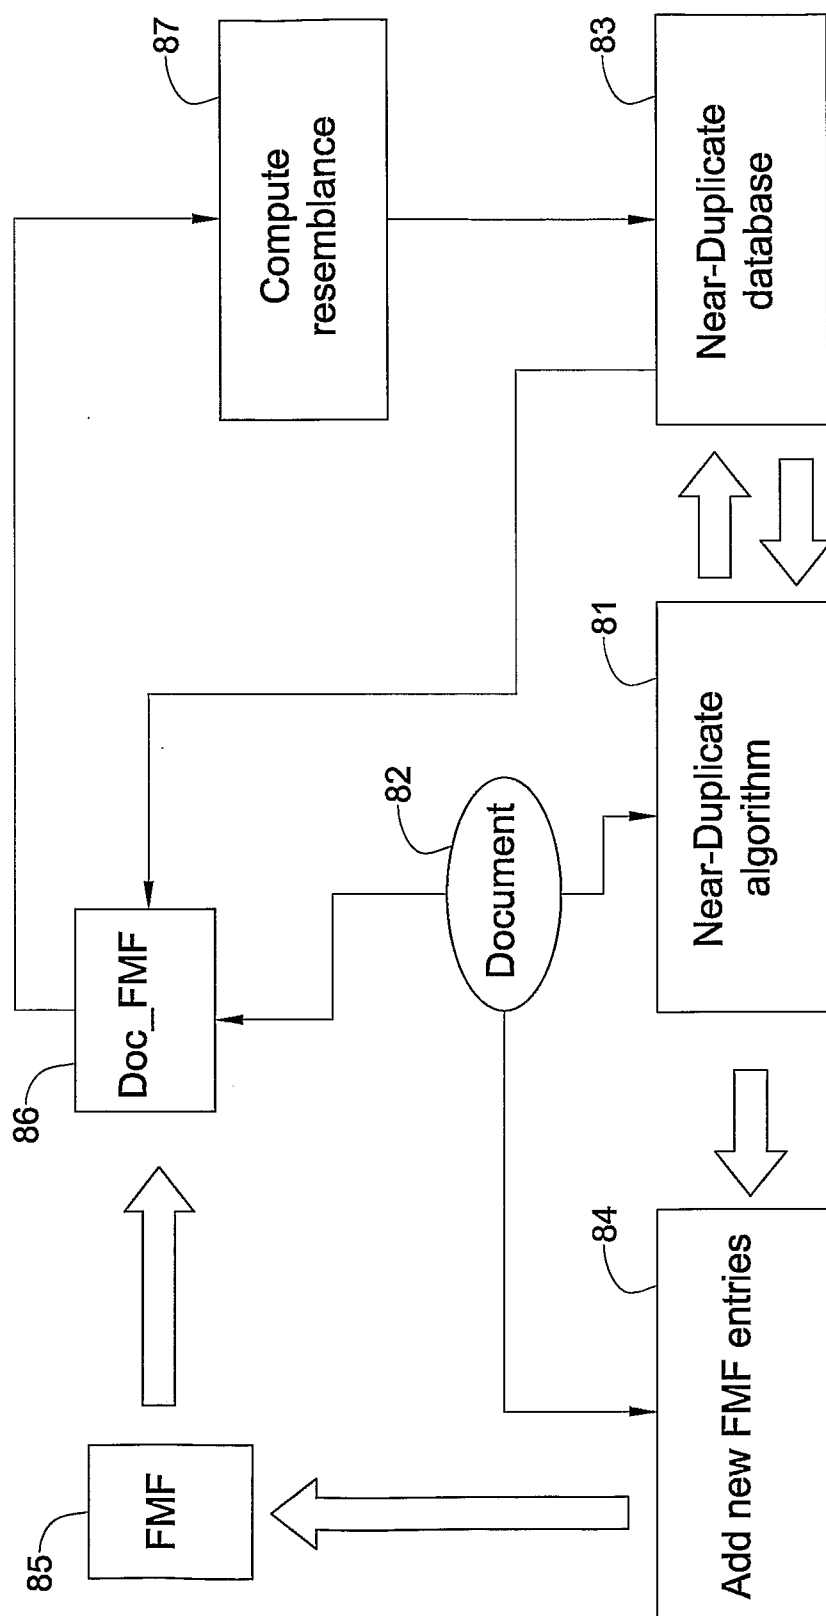 85
FMF
86
Doc_FMF
87
Compute
resemblance
82
Document
84
Add new FMF entries
81
Near-Duplicate
algorithm
83
Near-Duplicate
database